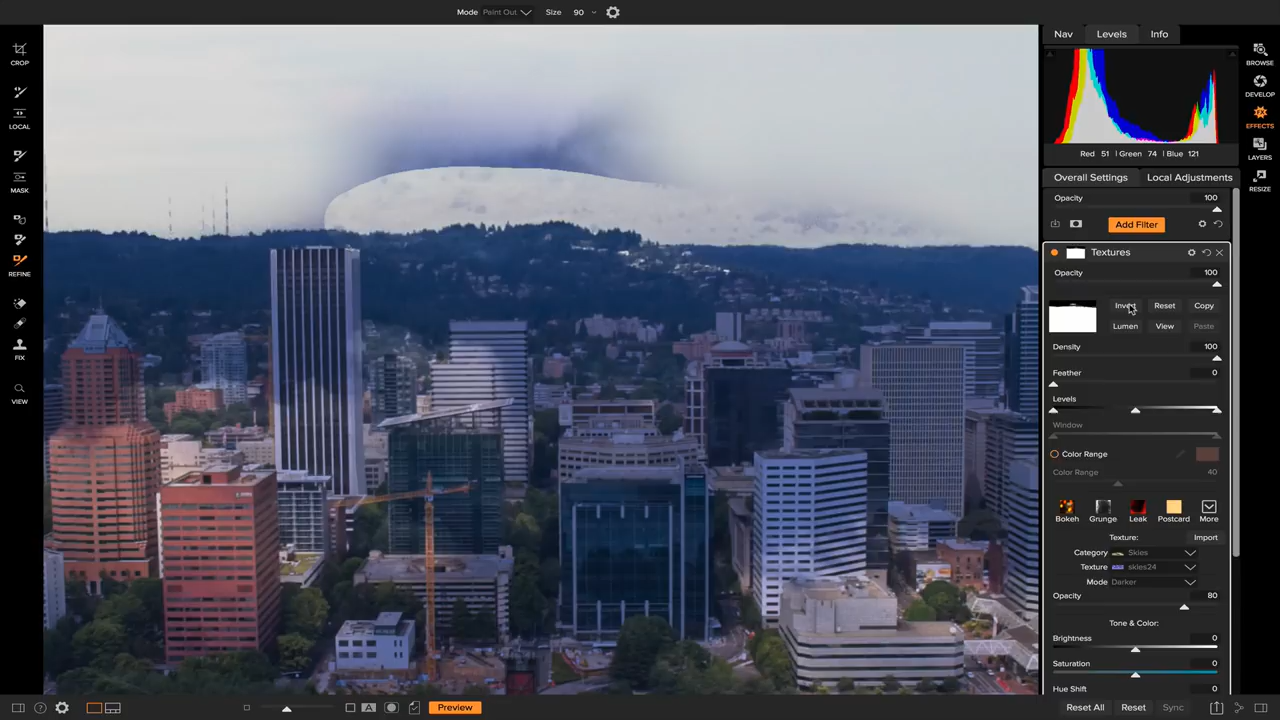 Mode Paint Out Size 90
Nav Levels Info
CROP
LOCAL
MASK
REFINE
FIX
VIEW
Red 51 | Green 74 | Blue 121
Overall Settings Local Adjustments
Opacity 100
Add Filter
Textures
Opacity 100
Invert Reset Copy
Lumen View Paste
Density 100
Feather 0
Levels
Window
Color Range
Color Range 40
Bokeh Grunge Leak Postcard More
Texture: Import
Category Skies
Texture skies24
Mode Darker
Opacity 80
Tone & Color:
Brightness 0
Saturation 0
Hue Shift 0
BROWSE
DEVELOP
EFFECTS
LAYERS
RESIZE
? A Preview
Reset All Reset Sync